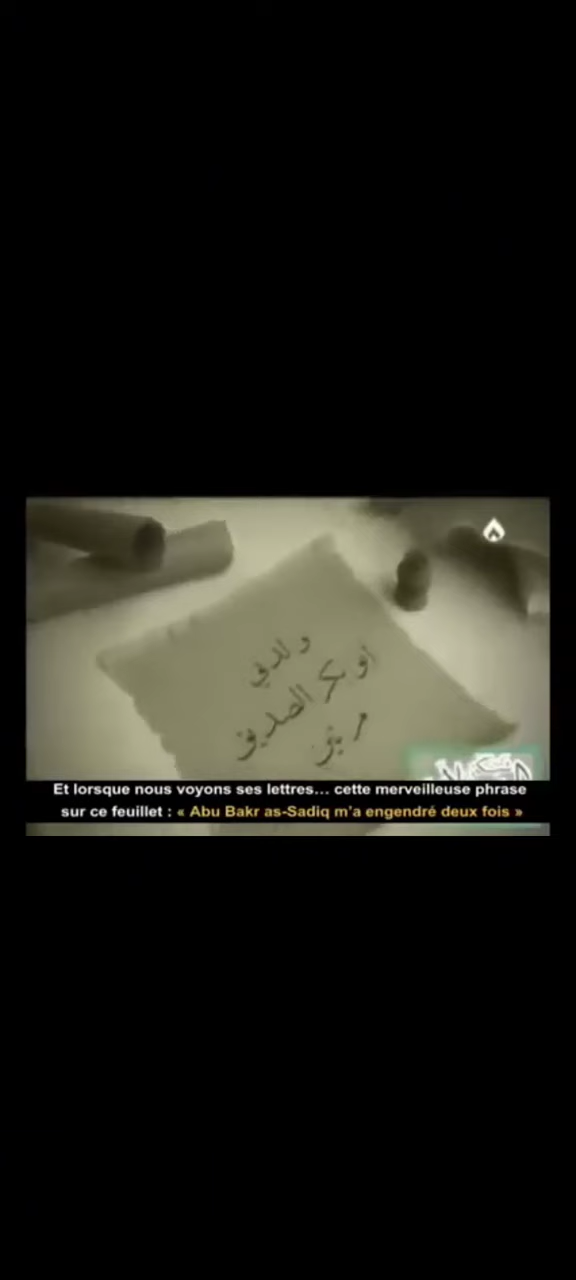 ولدني
ابو بكر الصديق
مرتين
Et lorsque nous voyons ses lettres... cette merveilleuse phrase
sur ce feuillet : « Abu Bakr as-Sadiq m'a engendré deux fois »